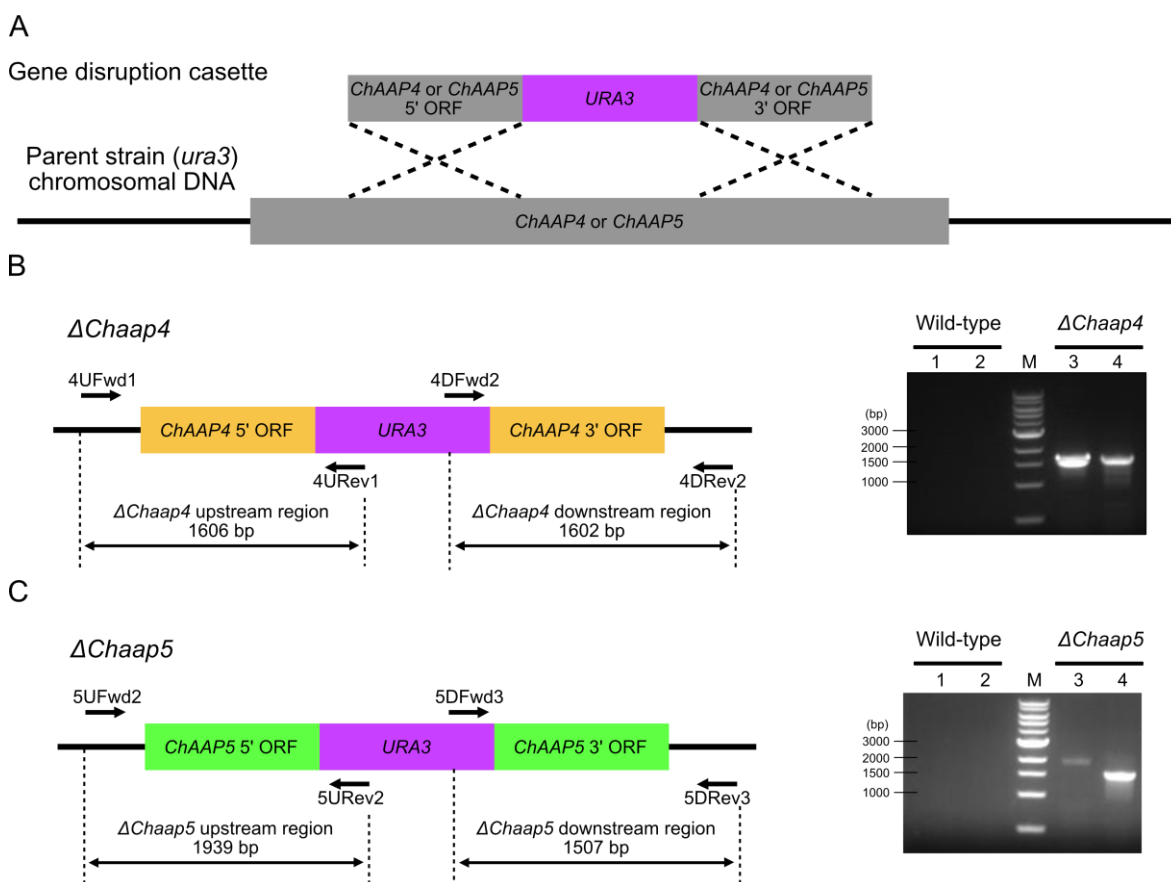 A
Gene disruption casette
ChAAP4 or ChAAP5
5' ORF
URA3
ChAAP4 or ChAAP5
3' ORF
Parent strain (ura3)
chromosomal DNA
ChAAP4 or ChAAP5
B
ΔChaap4
4UFwd1
4DFwd2
ChAAP4 5' ORF
URA3
ChAAP4 3' ORF
4URev1
4DRev2
ΔChaap4 upstream region
1606 bp
ΔChaap4 downstream region
1602 bp
Wild-type
ΔChaap4
1 2 M 3 4
(bp)
3000
2000
1500
1000
C
ΔChaap5
5UFwd2
5DFwd3
ChAAP5 5' ORF
URA3
ChAAP5 3' ORF
5URev2
5DRev3
ΔChaap5 upstream region
1939 bp
ΔChaap5 downstream region
1507 bp
Wild-type
ΔChaap5
1 2 M 3 4
(bp)
3000
2000
1500
1000